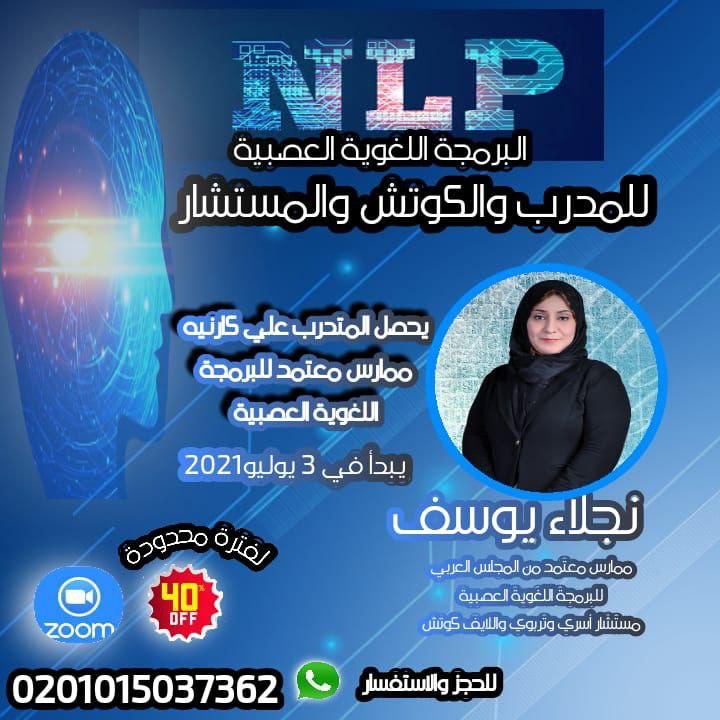 NLP
البرمجة اللغوية العصبية
للمدرب والكوتش والمستشار
يحصل المتدرب علي كارنيه
ممارس معتمد للبرمجة
اللغوية العصبية
يبدأ في 3 يوليو2021
نجلاء يوسف
ممارس معتمد من المجلس العربي
للبرمجة اللغوية العصبية
مستشار أسري وتربوي واللايف كوتش
لفترة محدودة
40%
OFF
zoom
للحجز والاستفسار
0201015037362